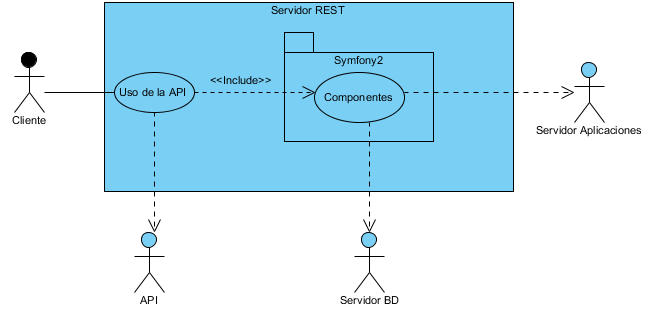 Servidor REST
Symfony2
<<Include>>
Uso de la API
Componentes
Cliente
Servidor Aplicaciones
API
Servidor BD